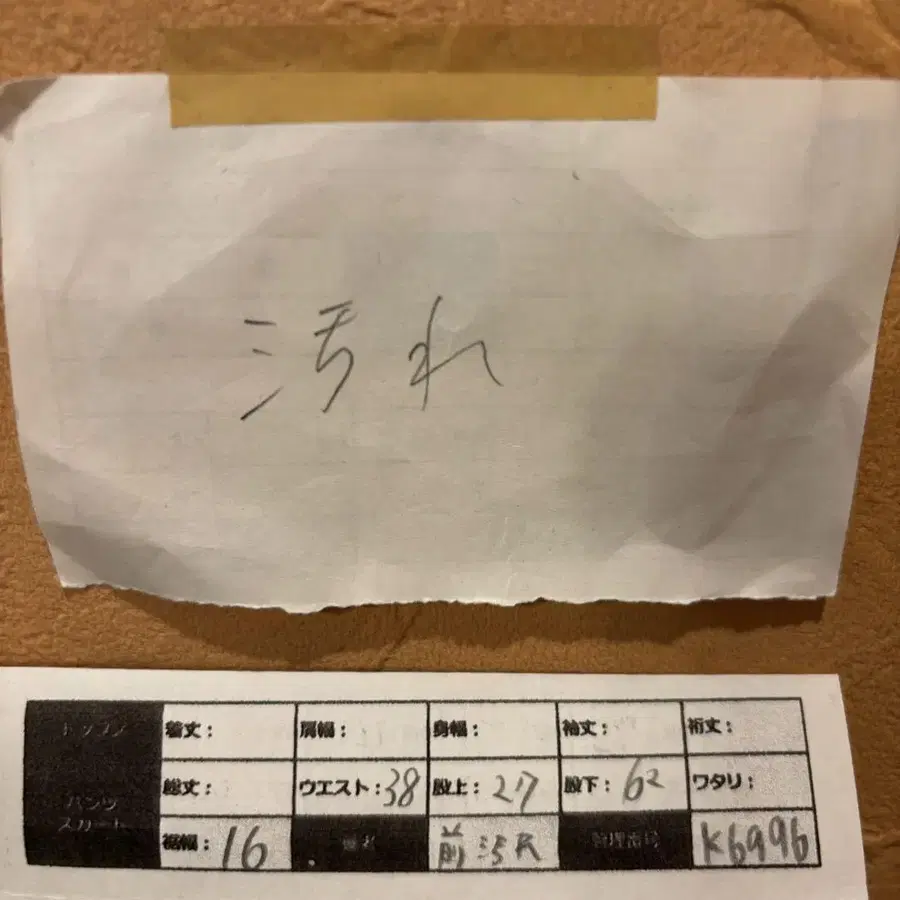 汚れ
トップス 着丈: 肩幅: 身幅: 袖丈: 裄丈:
パンツ スカート 総丈: ウエスト:38 股上:27 股下:62 ワタリ:
裾幅:16 備考 前 管理番号 K6996